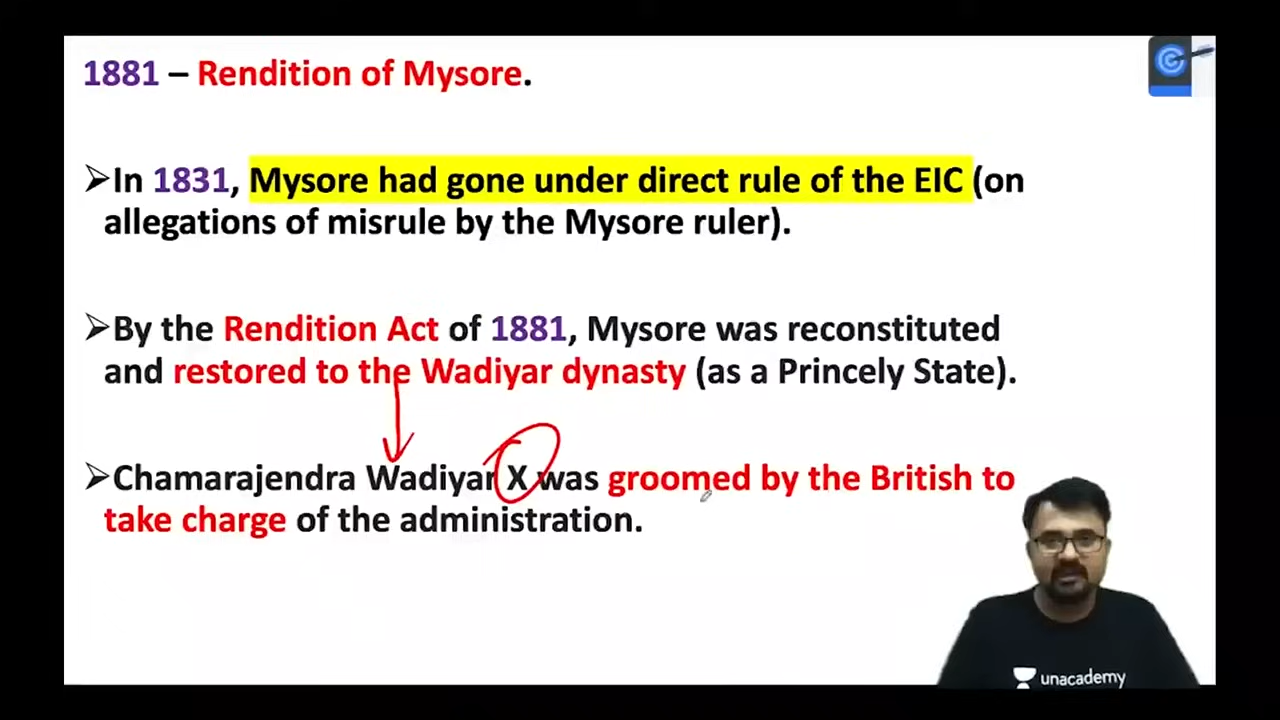 1881 – Rendition of Mysore.
➢In 1831, Mysore had gone under direct rule of the EIC (on
allegations of misrule by the Mysore ruler).
➢By the Rendition Act of 1881, Mysore was reconstituted
and restored to the Wadiyar dynasty (as a Princely State).
➢Chamarajendra Wadiyar X was groomed by the British to
take charge of the administration.
unacademy